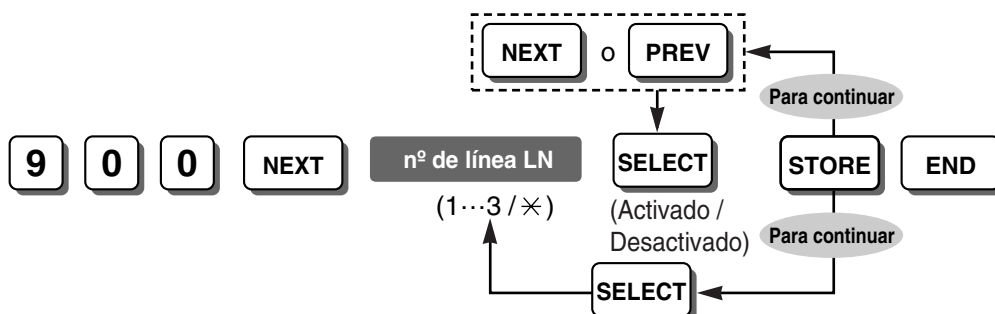 NEXT o PREV
Para continuar
9 0 0 NEXT nº de línea LN SELECT STORE END
(1···3 / ✳) (Activado / Desactivado)
Para continuar
SELECT